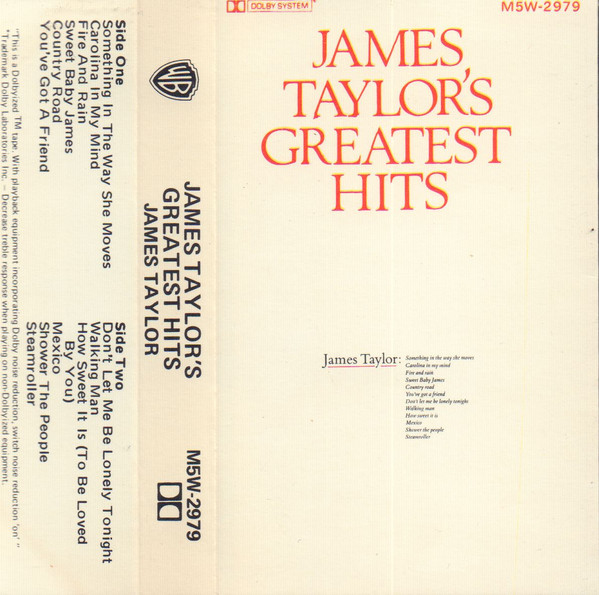 DOLBY SYSTEM
M5W-2979
JAMES
TAYLOR'S
GREATEST
HITS
James Taylor:
Something in the way she moves
Carolina in my mind
Fire and rain
Sweet Baby James
Country road
You've got a friend
Don't let me be lonely tonight
Walking man
How sweet it is
Mexico
Shower the people
Steamroller
WB
JAMES TAYLOR'S
GREATEST HITS
JAMES TAYLOR
M5W-2979
Side One
Something In The Way She Moves
Carolina In My Mind
Fire And Rain
Sweet Baby James
Country Road
You've Got A Friend
Side Two
Don't Let Me Be Lonely Tonight
Walking Man
How Sweet It Is (To Be Loved
By You)
Mexico
Shower The People
Steamroller
"This is a Dolbyized TM tape. With playback equipment incorporating Dolby noise reduction, switch noise reduction 'on'"
"Trademark Dolby Laboratories Inc. – Decrease treble response when playing on non-Dolbyized equipment.